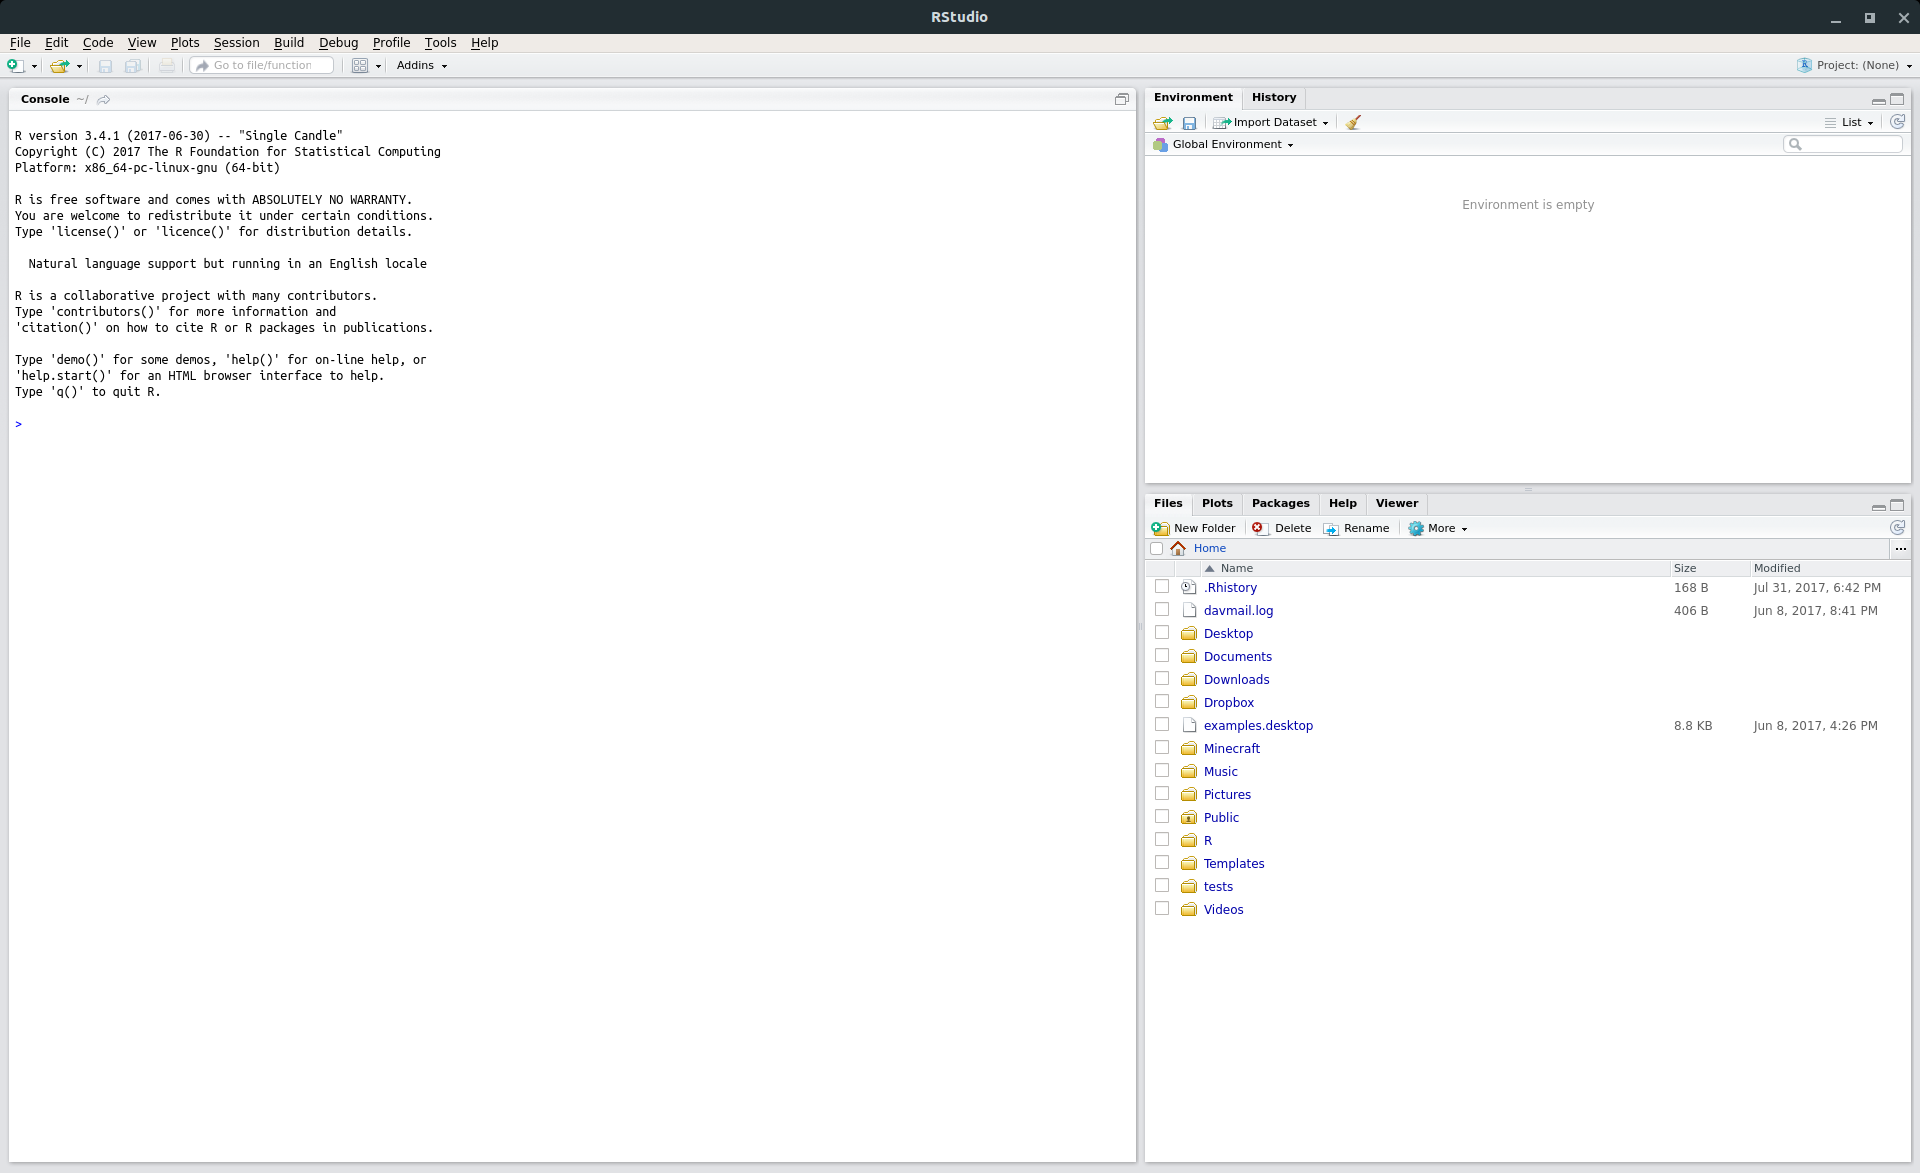 RStudio
File Edit Code View Plots Session Build Debug Profile Tools Help
Go to file/function Addins Project: (None)
Console ~/
R version 3.4.1 (2017-06-30) -- "Single Candle"
Copyright (C) 2017 The R Foundation for Statistical Computing
Platform: x86_64-pc-linux-gnu (64-bit)
R is free software and comes with ABSOLUTELY NO WARRANTY.
You are welcome to redistribute it under certain conditions.
Type 'license()' or 'licence()' for distribution details.
Natural language support but running in an English locale
R is a collaborative project with many contributors.
Type 'contributors()' for more information and
'citation()' on how to cite R or R packages in publications.
Type 'demo()' for some demos, 'help()' for on-line help, or
'help.start()' for an HTML browser interface to help.
Type 'q()' to quit R.
>
Environment History
Import Dataset List
Global Environment
Environment is empty
Files Plots Packages Help Viewer
New Folder Delete Rename More
Home ...
Name Size Modified
.Rhistory 168 B Jul 31, 2017, 6:42 PM
davmail.log 406 B Jun 8, 2017, 8:41 PM
Desktop
Documents
Downloads
Dropbox
examples.desktop 8.8 KB Jun 8, 2017, 4:26 PM
Minecraft
Music
Pictures
Public
R
Templates
tests
Videos